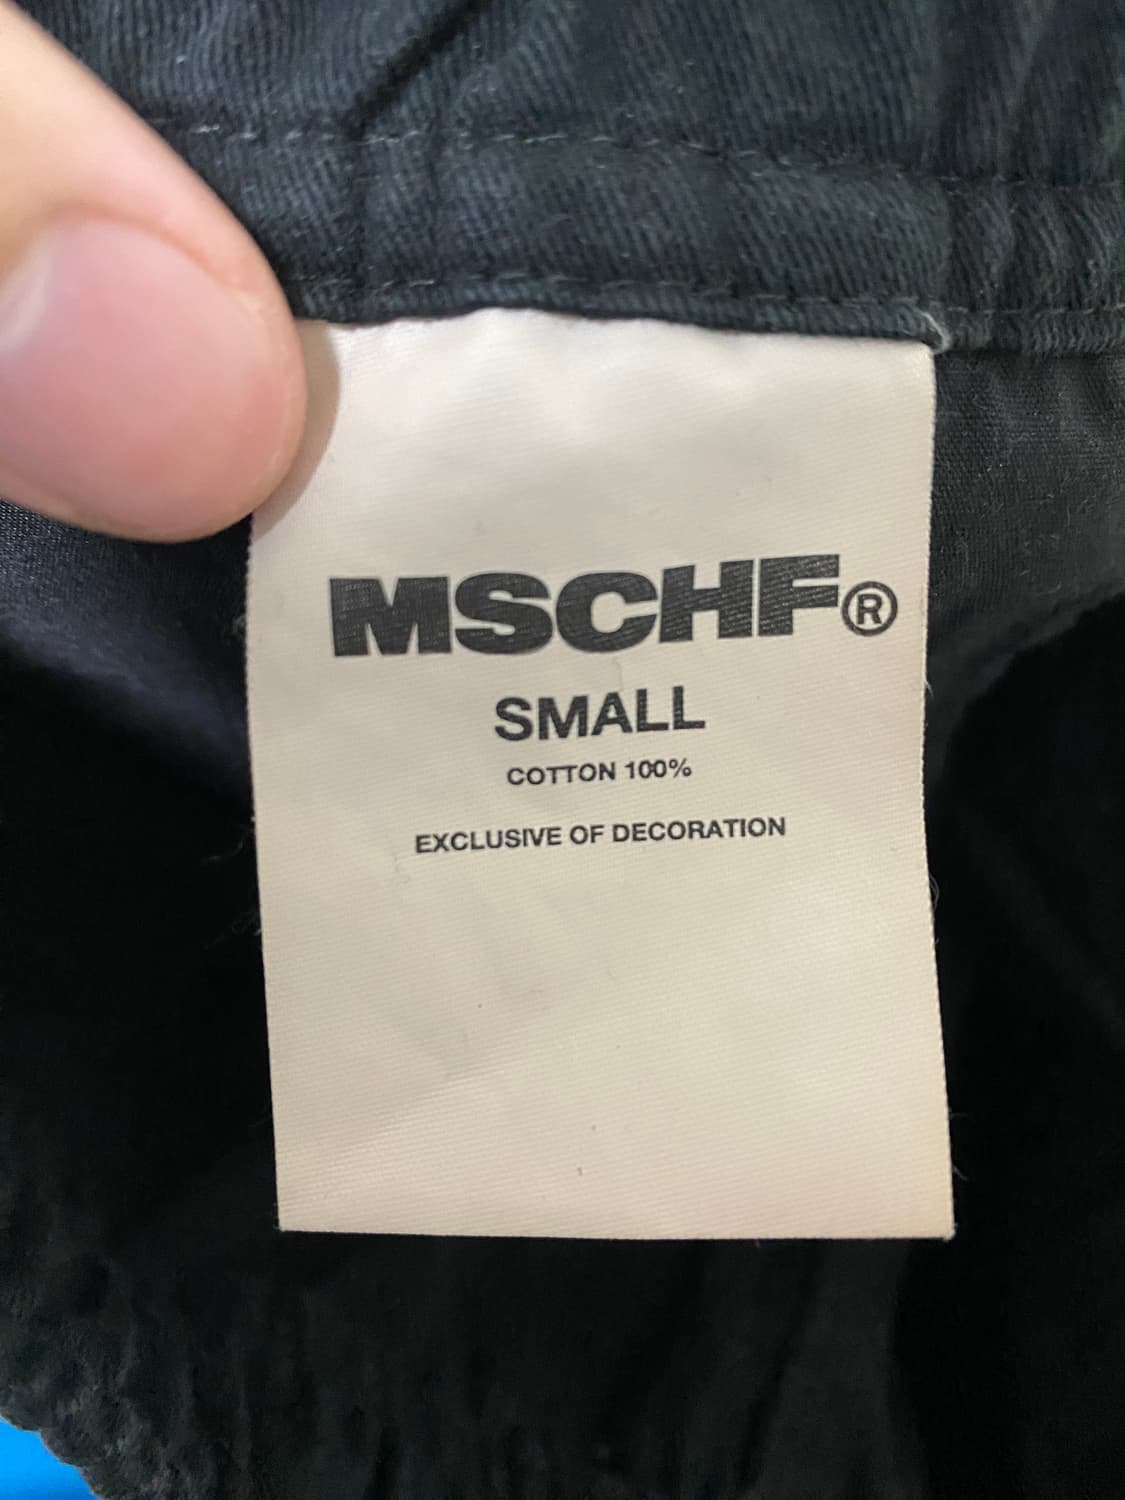 MSCHF®
SMALL
COTTON 100%
EXCLUSIVE OF DECORATION